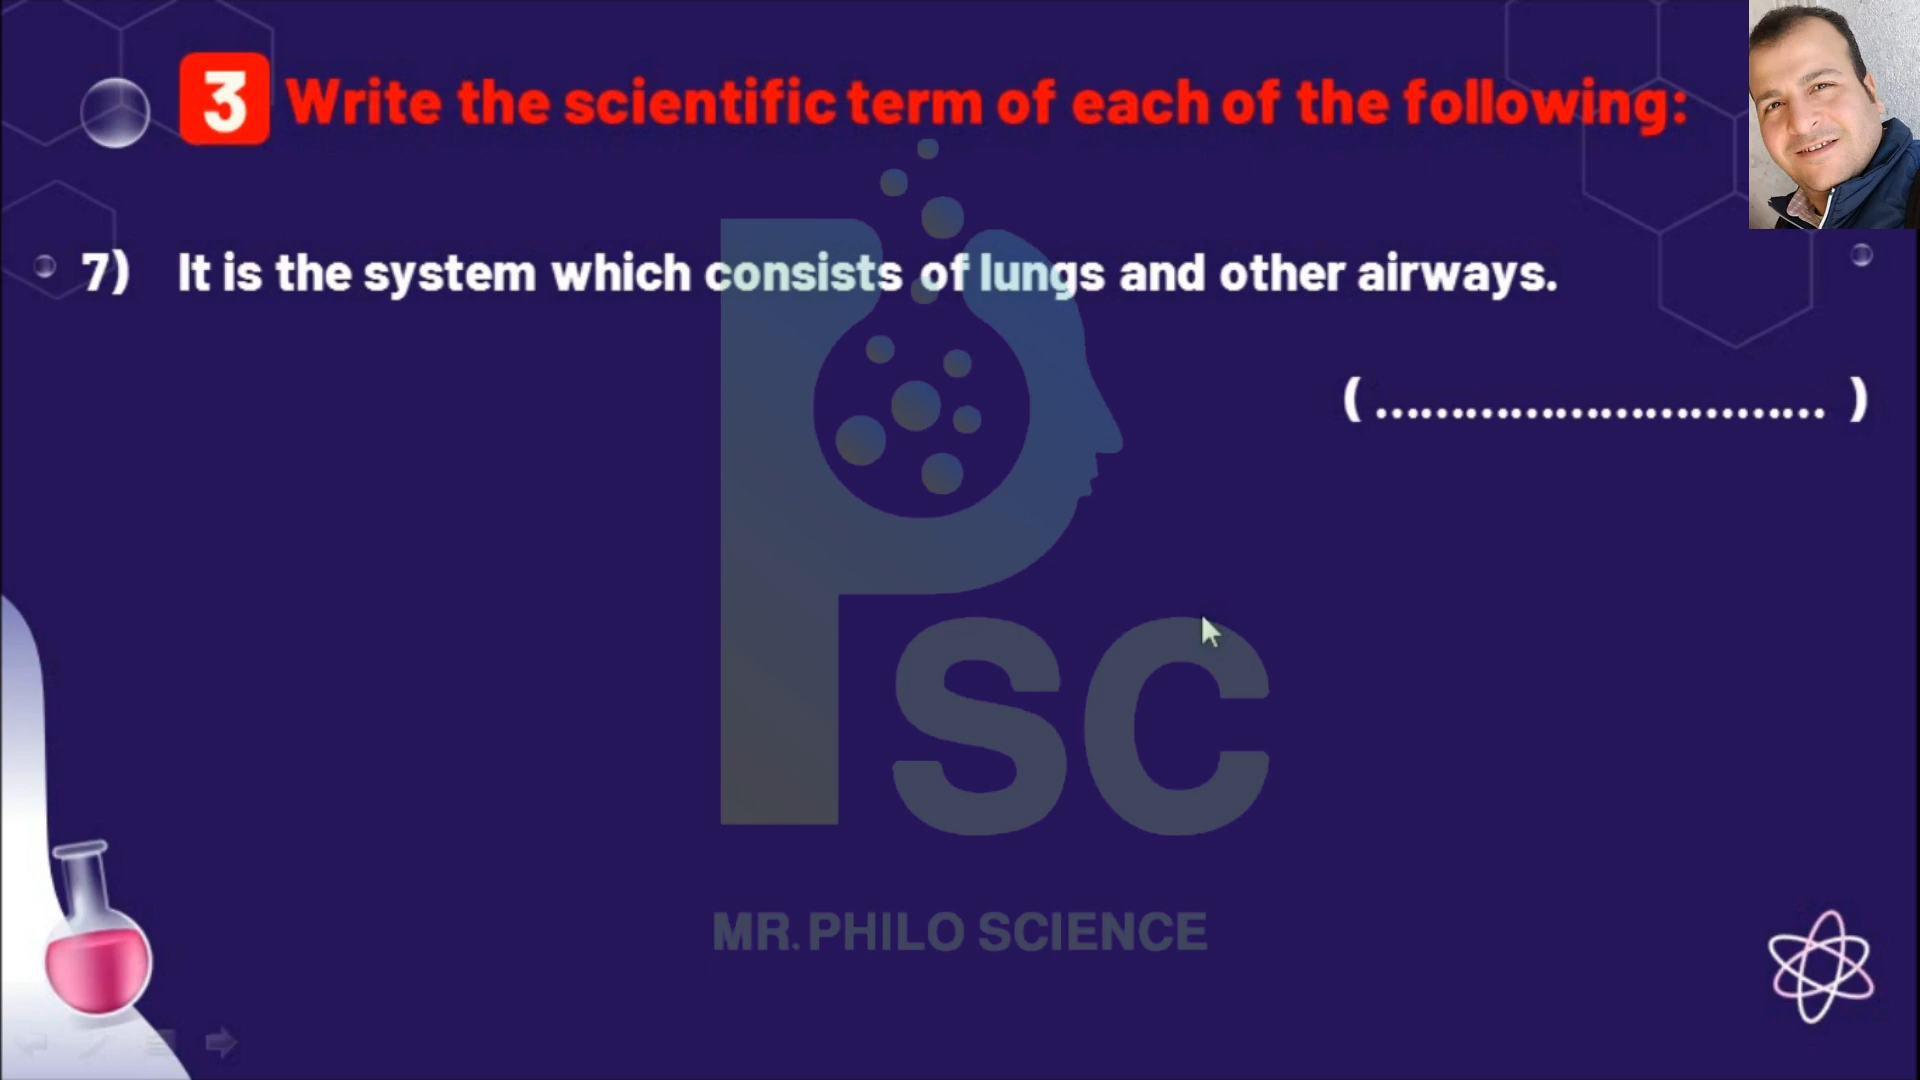 3 Write the scientific term of each of the following:
7) It is the system which consists of lungs and other airways.
( .............................. )
Psc
MR. PHILO SCIENCE